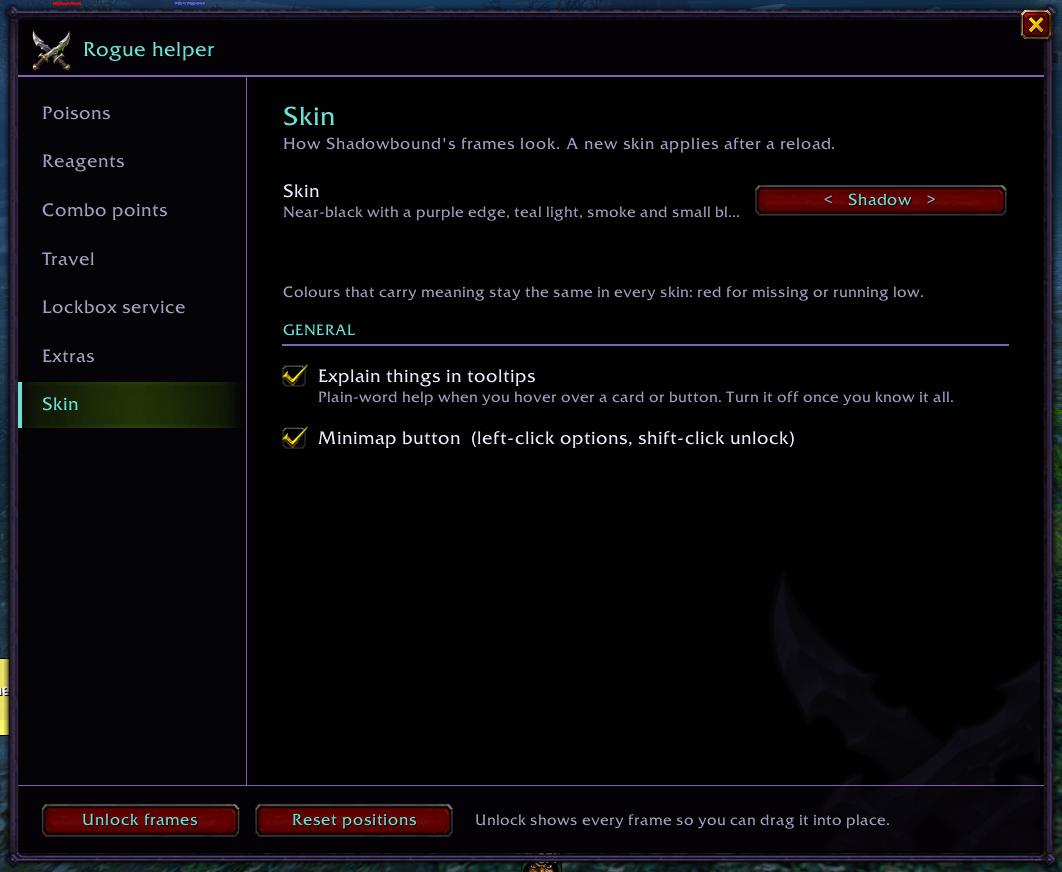 Rogue helper
Poisons
Reagents
Combo points
Travel
Lockbox service
Extras
Skin
Skin
How Shadowbound's frames look. A new skin applies after a reload.
Skin
Near-black with a purple edge, teal light, smoke and small bl...
< Shadow >
Colours that carry meaning stay the same in every skin: red for missing or running low.
GENERAL
Explain things in tooltips
Plain-word help when you hover over a card or button. Turn it off once you know it all.
Minimap button (left-click options, shift-click unlock)
Unlock frames
Reset positions
Unlock shows every frame so you can drag it into place.